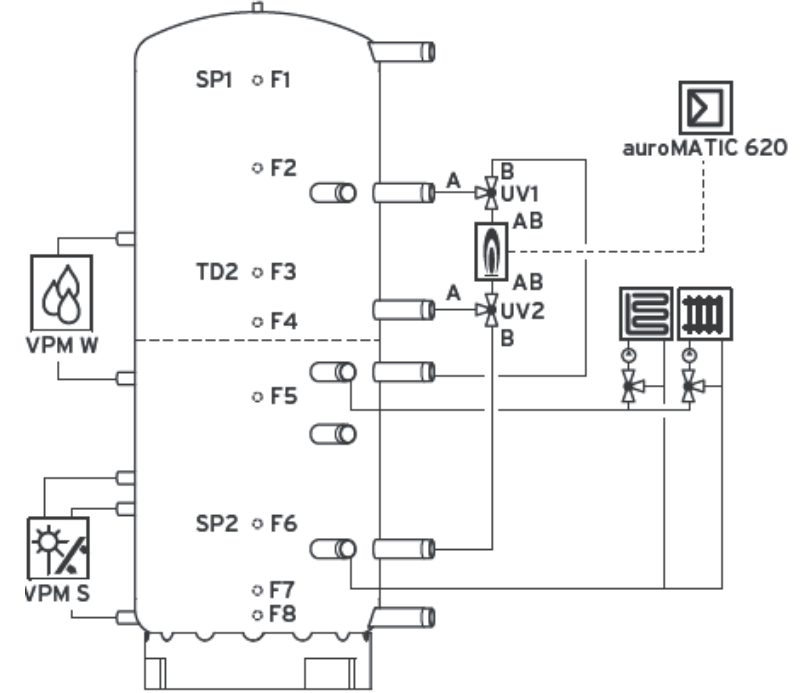 SP1 F1
auroMATIC 620
F2
A B
UV1
AB
TD2 F3
AB
A
UV2
F4
B
VPM W
F5
SP2 F6
VPM S
F7
F8